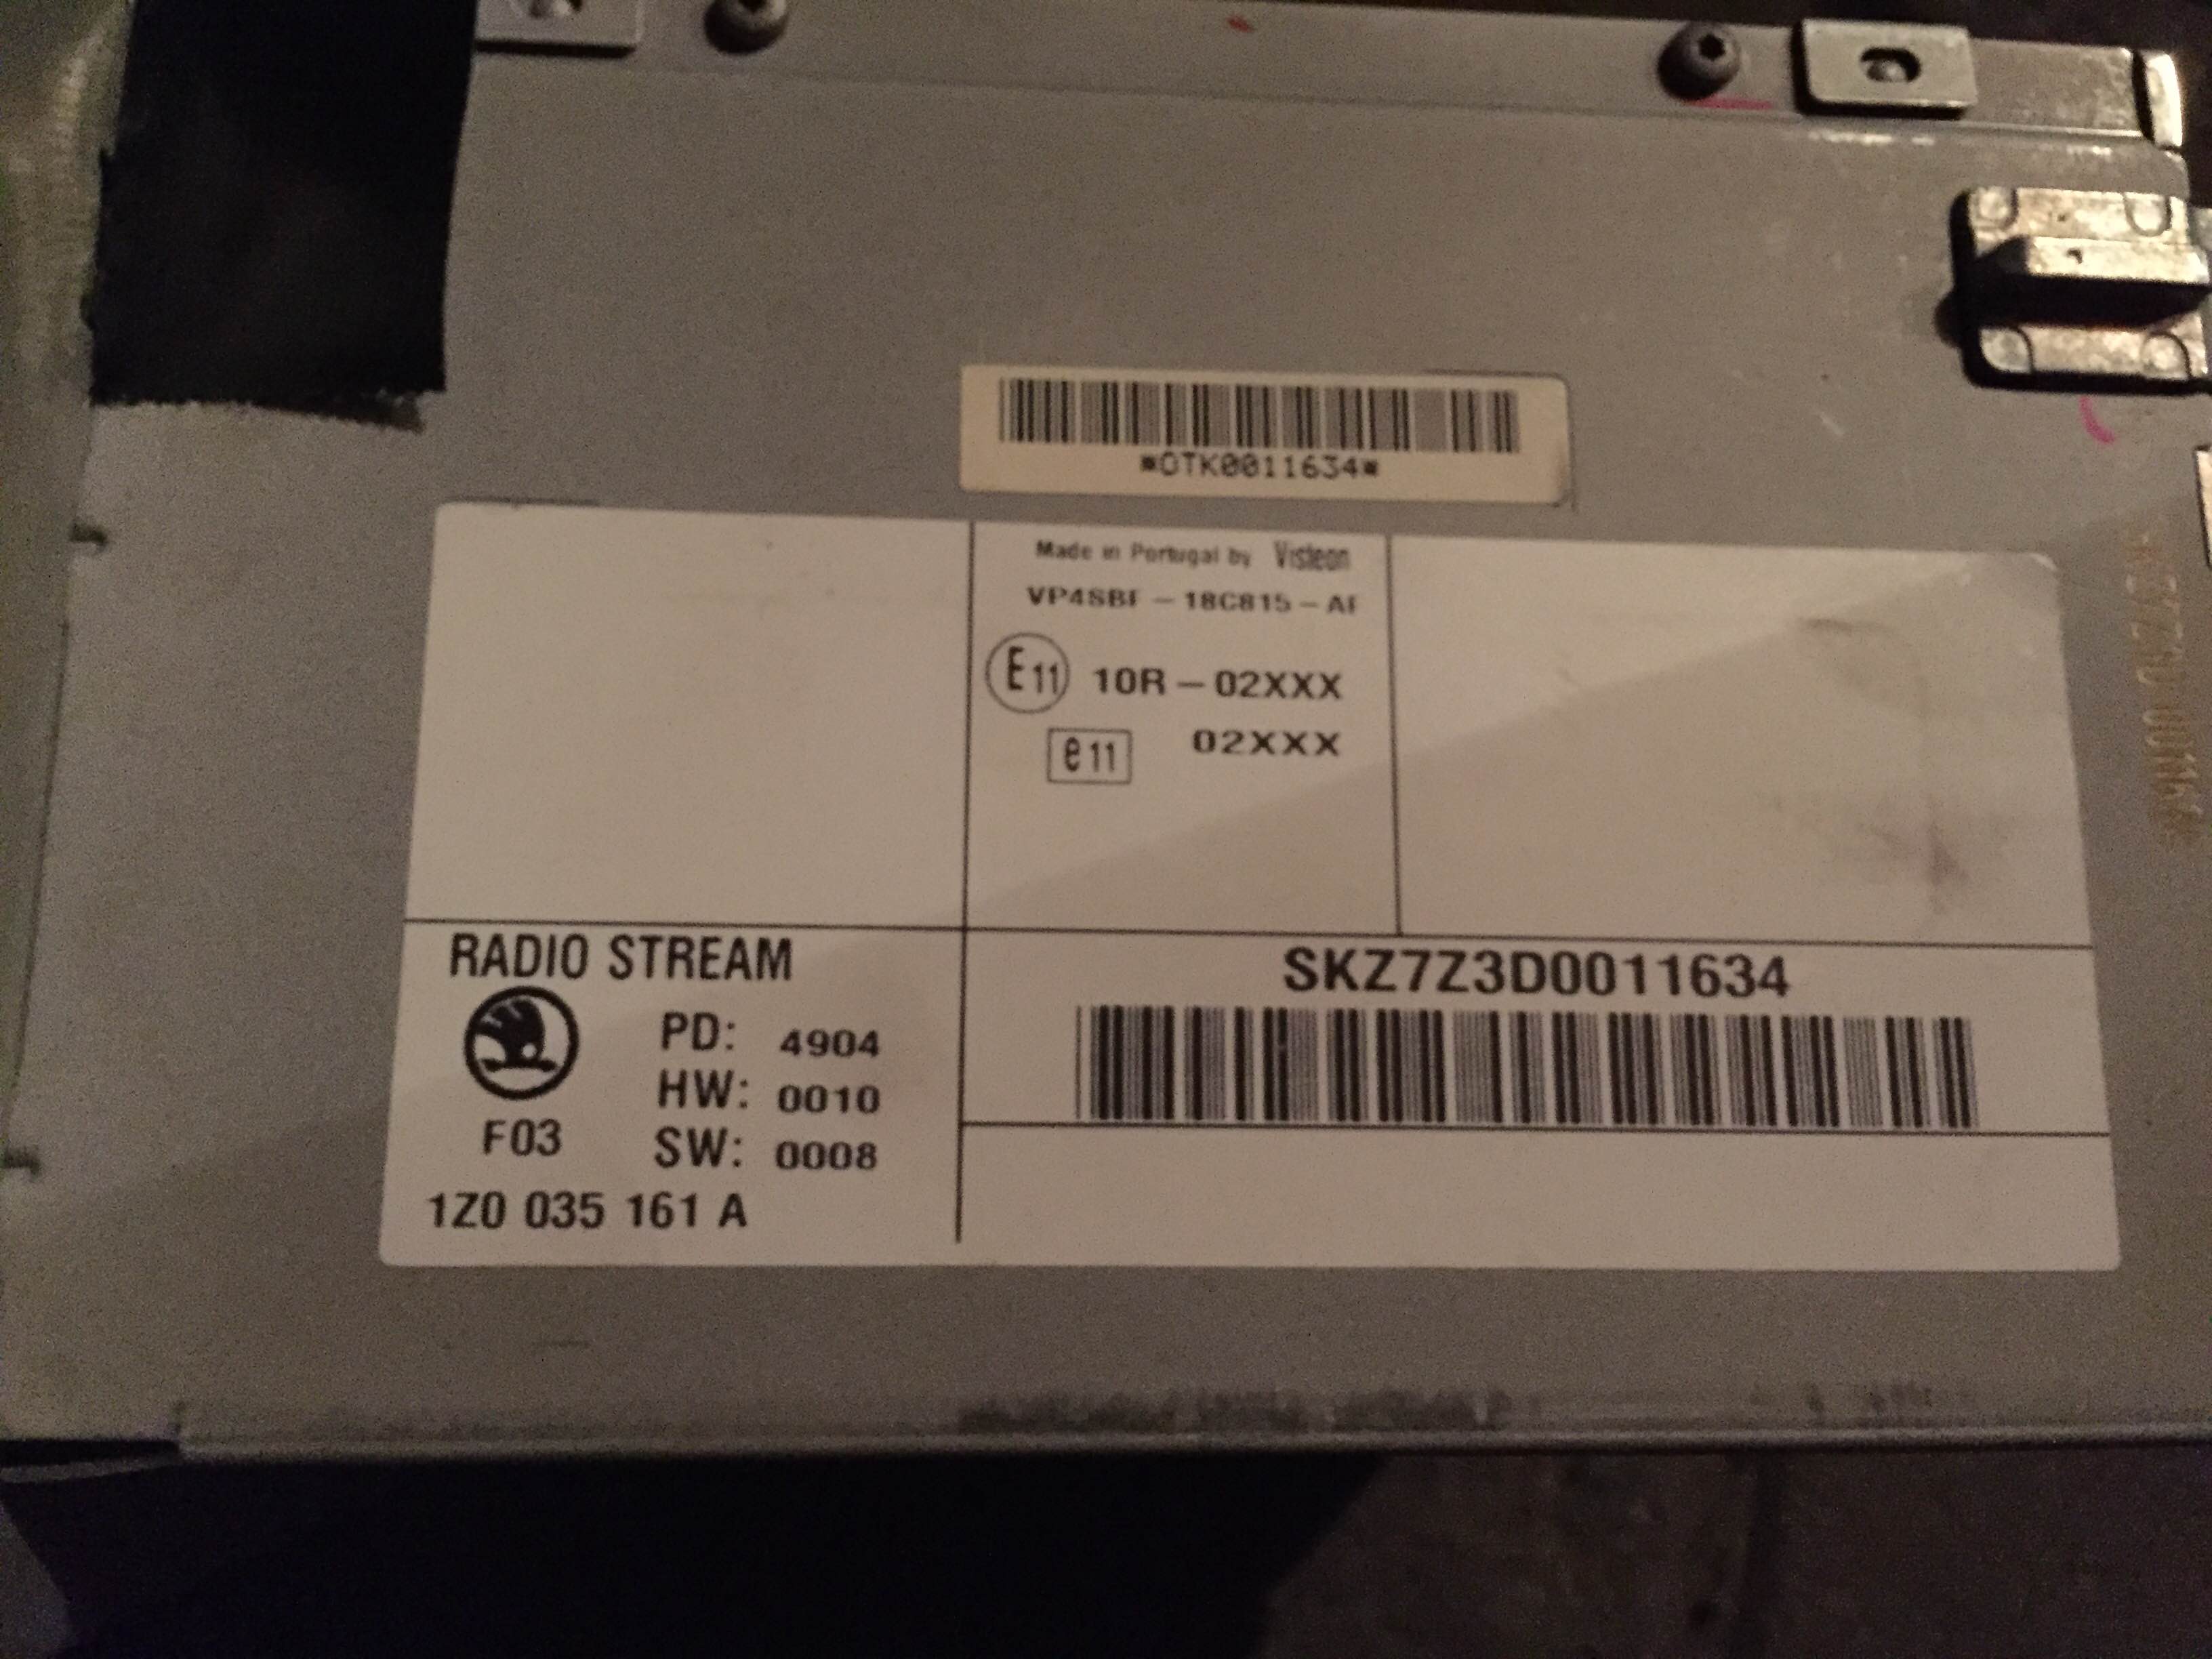 *OTK0011634*
Made in Portugal by Visteon
VP4SBF - 18C815 - AF
E11 10R - 02XXX
e11 02XXX
RADIO STREAM
PD: 4904
HW: 0010
F03
SW: 0008
1Z0 035 161 A
SKZ7Z3D0011634